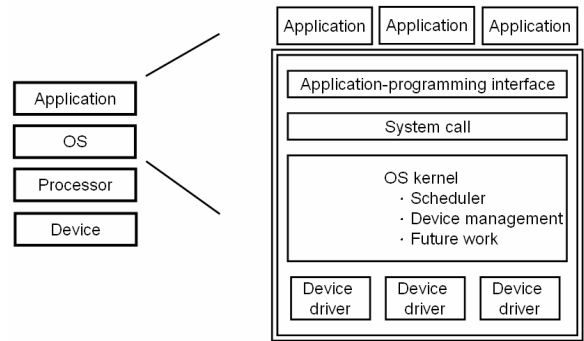 Application
OS
Processor
Device
Application
Application
Application
Application-programming interface
System call
OS kernel
· Scheduler
· Device management
· Future work
Device
driver
Device
driver
Device
driver